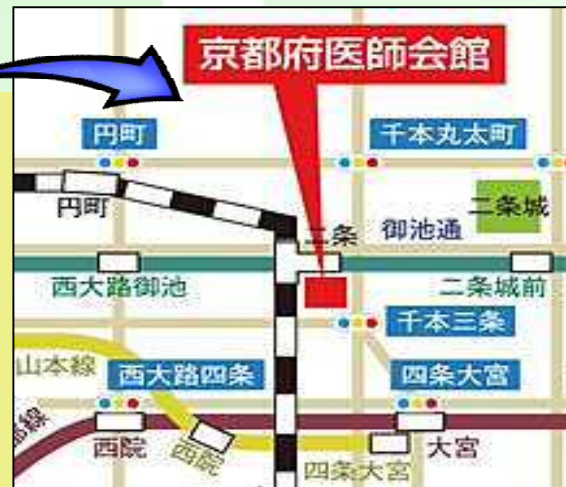 京都府医師会館
円町
千本丸太町
円町
二条城
二条
御池通
西大路御池
二条城前
千本三条
山本線
西大路四条
四条大宮
都線
西院
西院
大宮
四条大宮